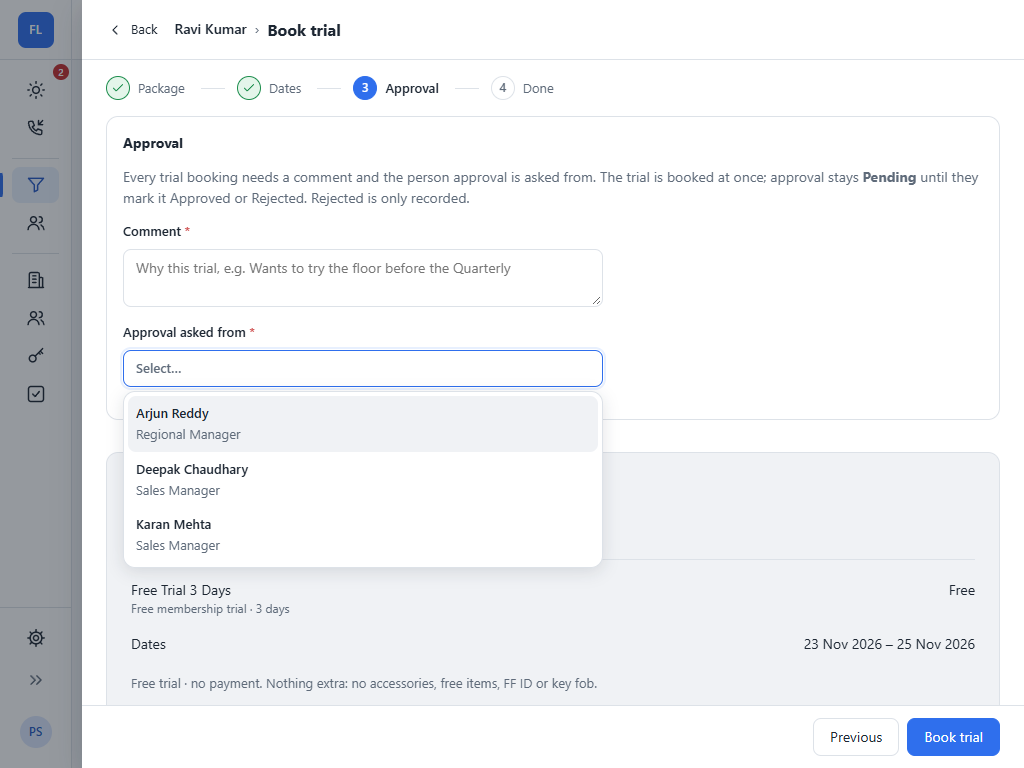 FL
Back
Ravi Kumar › Book trial
2
Package
Dates
3 Approval
4 Done
Approval
Every trial booking needs a comment and the person approval is asked from. The trial is booked at once; approval stays Pending until they
mark it Approved or Rejected. Rejected is only recorded.
Comment *
Why this trial, e.g. Wants to try the floor before the Quarterly
Approval asked from *
Select...
Arjun Reddy
Regional Manager
Deepak Chaudhary
Sales Manager
Karan Mehta
Sales Manager
Free Trial 3 Days
Free
Free membership trial · 3 days
Dates
23 Nov 2026 – 25 Nov 2026
Free trial · no payment. Nothing extra: no accessories, free items, FF ID or key fob.
PS
Previous
Book trial